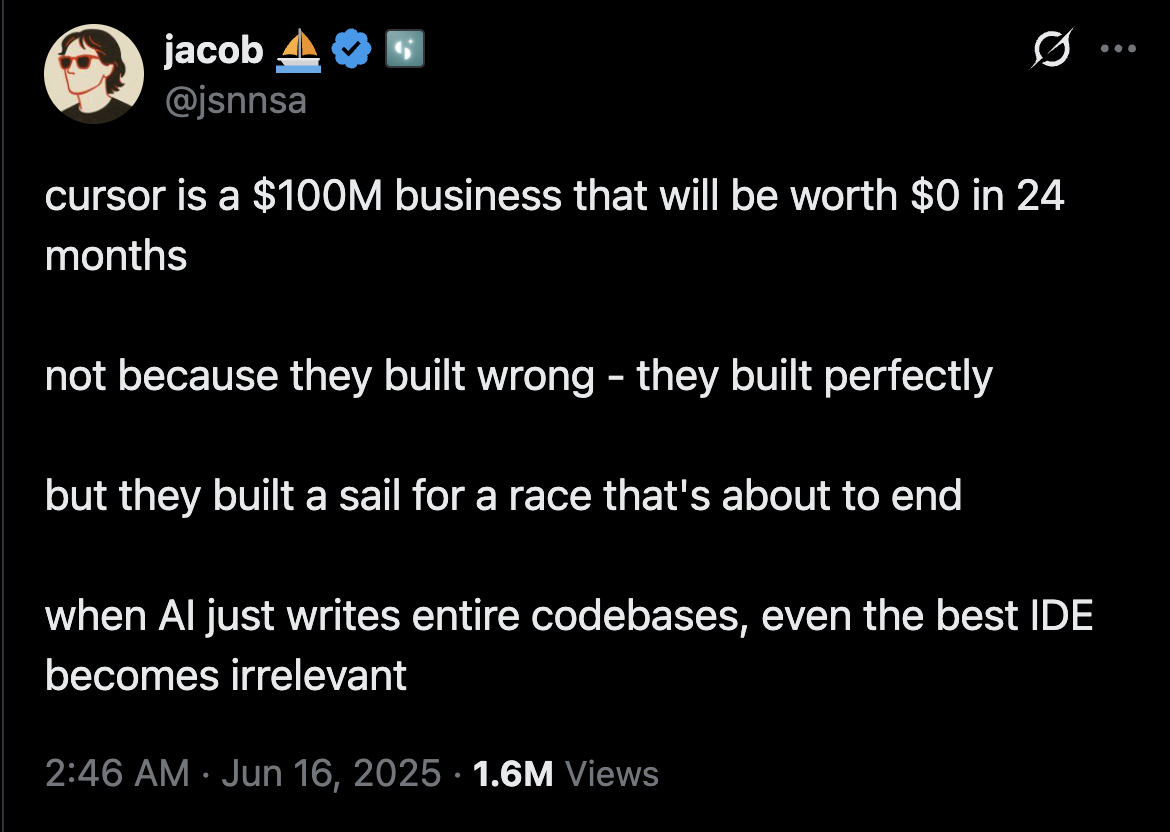 jacob ⛵
@jsnnsa
cursor is a $100M business that will be worth $0 in 24
months
not because they built wrong - they built perfectly
but they built a sail for a race that's about to end
when AI just writes entire codebases, even the best IDE
becomes irrelevant
2:46 AM · Jun 16, 2025 · 1.6M Views